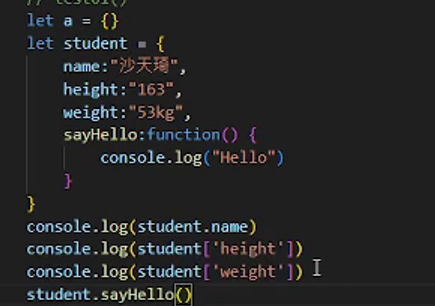 // test01()
let a = {}
let student = {
name:"沙天琦",
height:"163",
weight:"53kg",
sayHello:function() {
console.log("Hello")
}
}
console.log(student.name)
console.log(student['height'])
console.log(student['weight'])
student.sayHello()